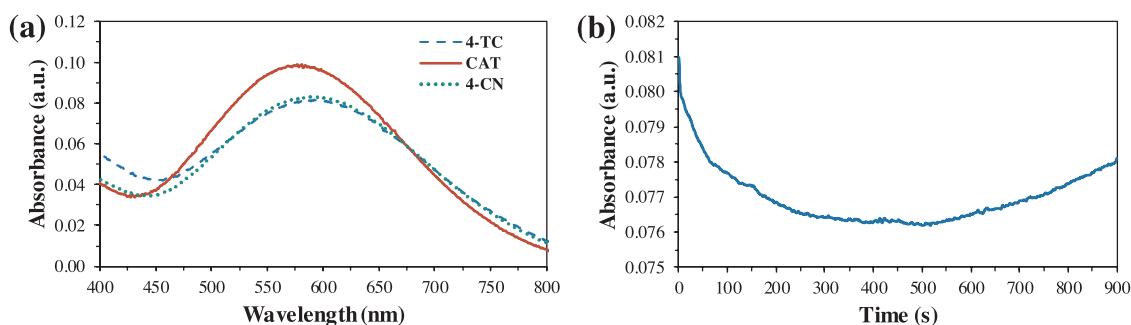 (a)
0.12
0.10
0.08
0.06
0.04
0.02
0.00
Absorbance (a.u.)
4-TC
CAT
4-CN
400 450 500 550 600 650 700 750 800
Wavelength (nm)
(b)
0.082
0.081
0.080
0.079
0.078
0.077
0.076
0.075
Absorbance (a.u.)
0 100 200 300 400 500 600 700 800 900
Time (s)